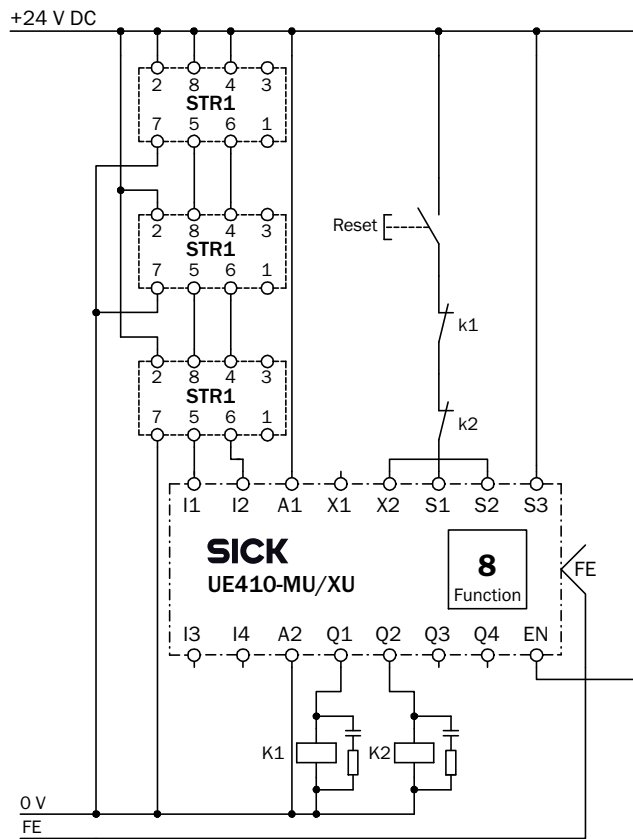 +24 V DC
2 8 4 3
STR1
7 5 6 1
2 8 4 3
STR1
7 5 6 1
Reset
k1
2 8 4 3
STR1
7 5 6 1
k2
I1 I2 A1 X1 X2 S1 S2 S3
SICK
UE410-MU/XU
8
Function
FE
I3 I4 A2 Q1 Q2 Q3 Q4 EN
K1 K2
0 V
FE